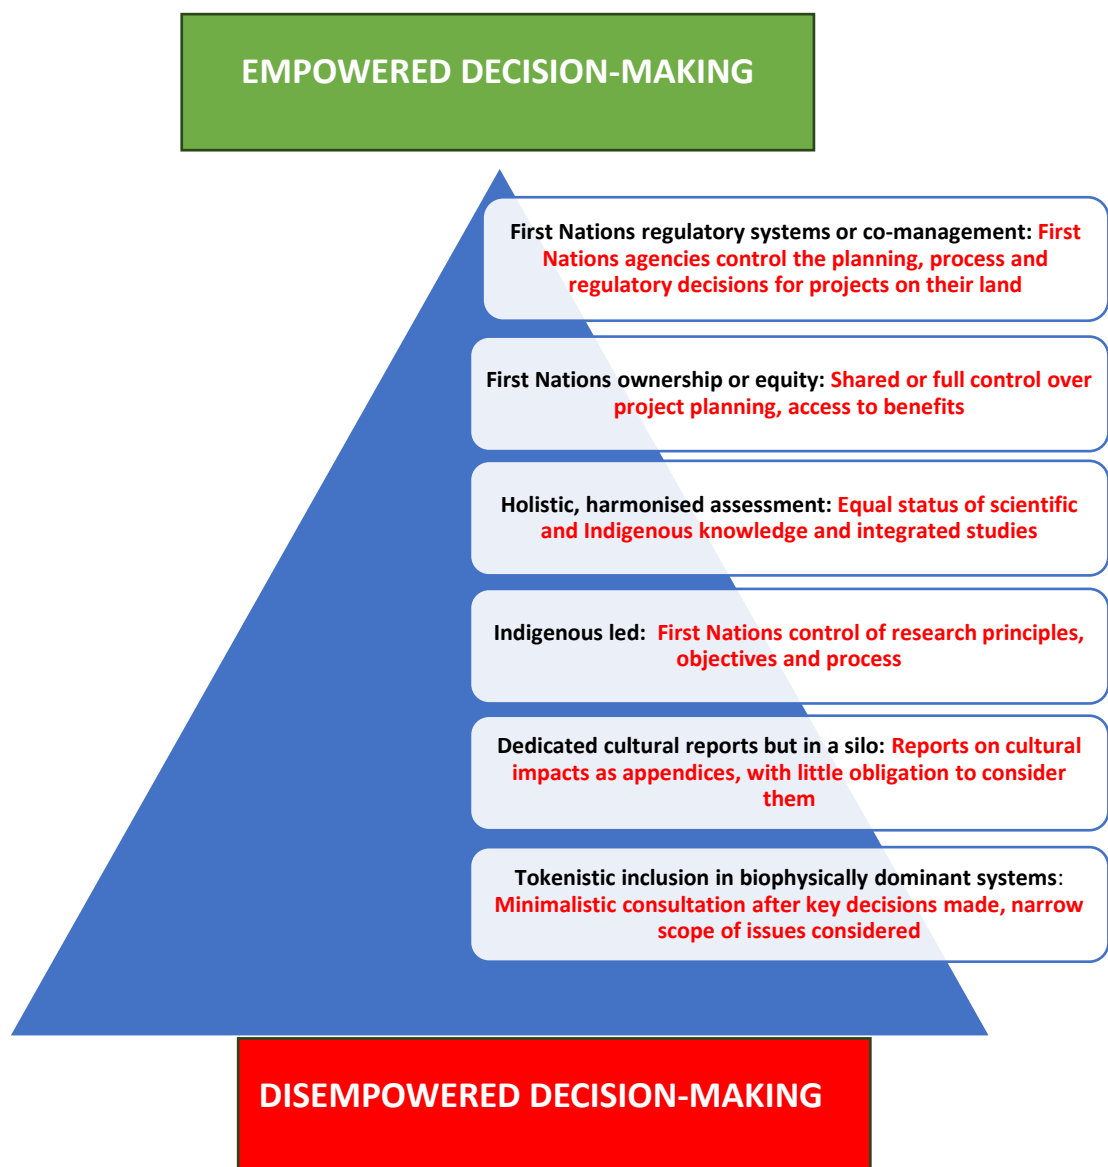 EMPOWERED DECISION-MAKING
First Nations regulatory systems or co-management: First
Nations agencies control the planning, process and
regulatory decisions for projects on their land
First Nations ownership or equity: Shared or full control over
project planning, access to benefits
Holistic, harmonised assessment: Equal status of scientific
and Indigenous knowledge and integrated studies
Indigenous led: First Nations control of research principles,
objectives and process
Dedicated cultural reports but in a silo: Reports on cultural
impacts as appendices, with little obligation to consider
them
Tokenistic inclusion in biophysically dominant systems:
Minimalistic consultation after key decisions made, narrow
scope of issues considered
DISEMPOWERED DECISION-MAKING